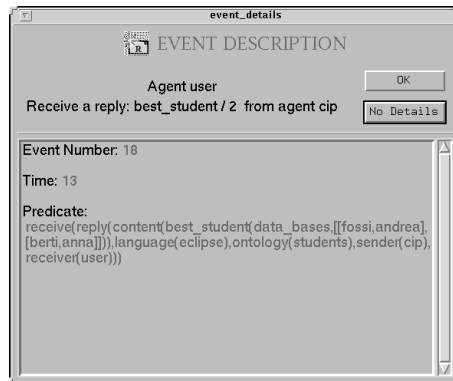 event_details
R EVENT DESCRIPTION
Agent user
Receive a reply: best_student / 2 from agent cip
OK
No Details
Event Number: 18
Time: 13
Predicate:
receive(reply(content(best_student(data_bases,[[fossi,andrea],
[berti,anna]])),language(eclipse),ontology(students),sender(cip),
receiver(user)))